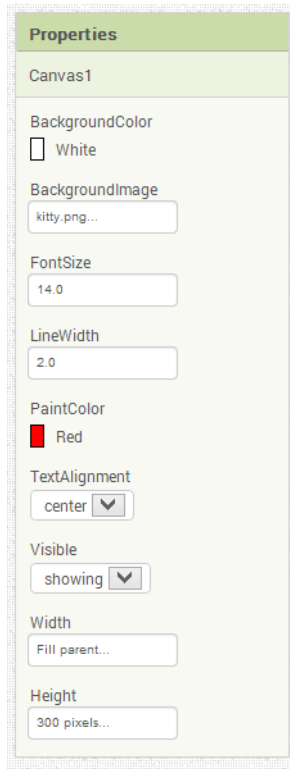 Properties
Canvas1
BackgroundColor
White
BackgroundImage
kitty.png...
FontSize
14.0
LineWidth
2.0
PaintColor
Red
TextAlignment
center
Visible
showing
Width
Fill parent...
Height
300 pixels...